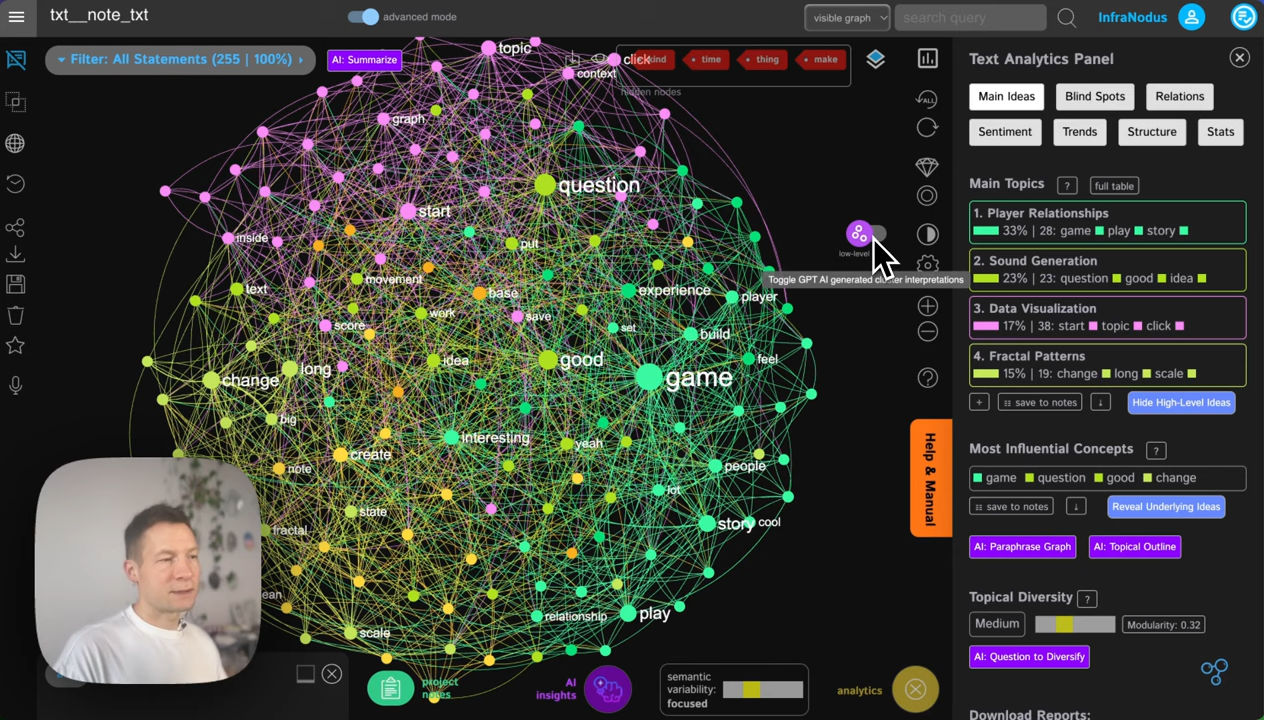 txt__note_txt
advanced mode
visible graph
search query
InfraNodus
Filter: All Statements (255 | 100%)
AI: Summarize
topic
click
kind
time
thing
make
context
hidden nodes
graph
question
start
inside
put
movement
text
base
experience
player
work
save
score
set
build
idea
good
feel
long
change
game
big
interesting
yeah
create
note
people
lot
state
story
cool
fractal
relationship
play
scale
low-level
Toggle GPT AI generated cluster interpretations
Help & Manual
project
notes
AI
insights
semantic
variability:
focused
analytics
Text Analytics Panel
Main Ideas
Blind Spots
Relations
Sentiment
Trends
Structure
Stats
Main Topics ? full table
1. Player Relationships
33% | 28: game play story
2. Sound Generation
23% | 23: question good idea
3. Data Visualization
17% | 38: start topic click
4. Fractal Patterns
15% | 19: change long scale
+ save to notes ↓ Hide High-Level Ideas
Most Influential Concepts ?
game question good change
save to notes ↓ Reveal Underlying Ideas
AI: Paraphrase Graph
AI: Topical Outline
Topical Diversity ?
Medium
Modularity: 0.32
AI: Question to Diversify
Download Reports: